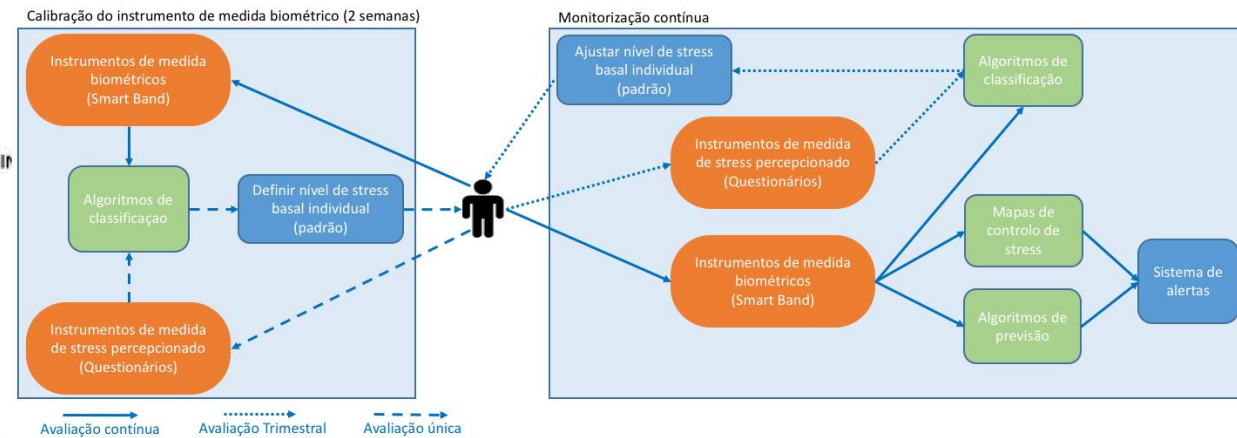 Calibração do instrumento de medida biométrico (2 semanas)
Instrumentos de medida
biométricos
(Smart Band)
Algoritmos de
classificaçao
Definir nível de stress
basal individual
(padrão)
Instrumentos de medida
de stress percepcionado
(Questionários)
Monitorização contínua
Ajustar nível de stress
basal individual
(padrão)
Algoritmos de
classificação
Instrumentos de medida
de stress percepcionado
(Questionários)
Instrumentos de medida
biométricos
(Smart Band)
Mapas de
controlo de
stress
Algoritmos de
previsão
Sistema de
alertas
Avaliação contínua
Avaliação Trimestral
Avaliação única